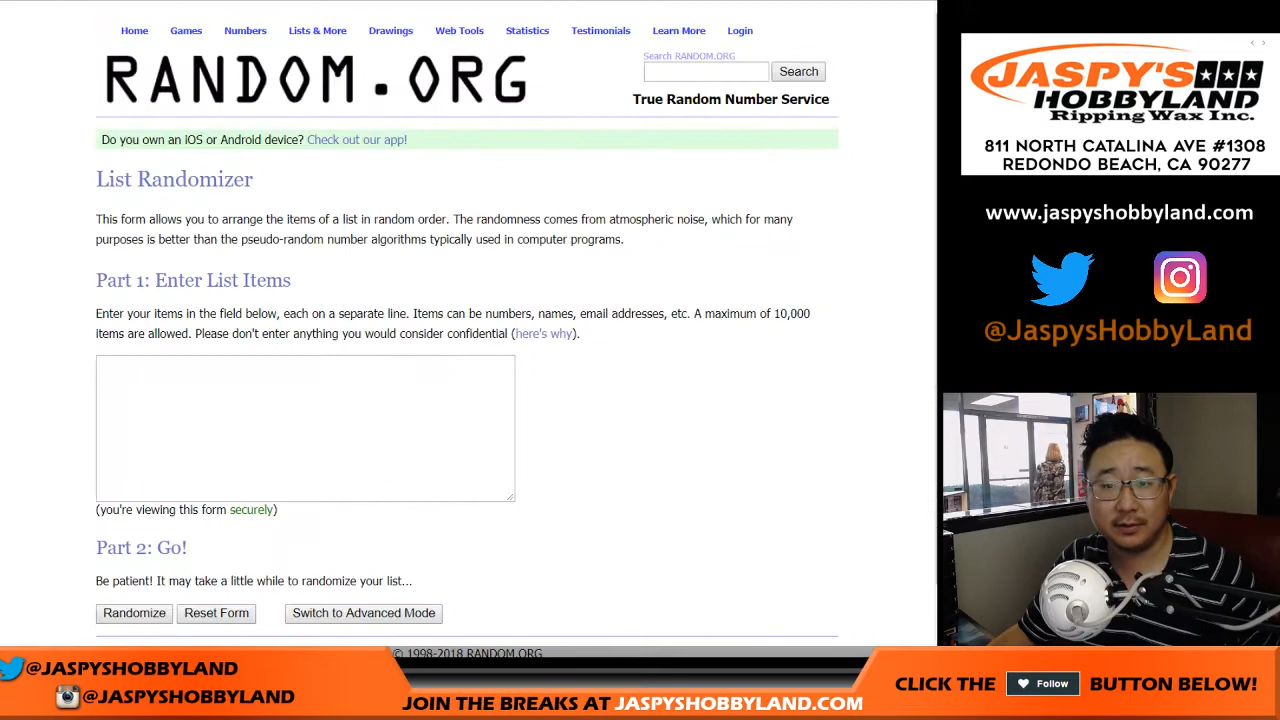 Home Games Numbers Lists & More Drawings Web Tools Statistics Testimonials Learn More Login
RANDOM.ORG
Search RANDOM.ORG
Search
True Random Number Service
Do you own an iOS or Android device? Check out our app!
List Randomizer
This form allows you to arrange the items of a list in random order. The randomness comes from atmospheric noise, which for many
purposes is better than the pseudo-random number algorithms typically used in computer programs.
Part 1: Enter List Items
Enter your items in the field below, each on a separate line. Items can be numbers, names, email addresses, etc. A maximum of 10,000
items are allowed. Please don't enter anything you would consider confidential (here's why).
(you're viewing this form securely)
Part 2: Go!
Be patient! It may take a little while to randomize your list...
Randomize Reset Form Switch to Advanced Mode
© 1998-2018 RANDOM.ORG
JASPY'S
HOBBYLAND
Ripping Wax Inc.
811 NORTH CATALINA AVE #1308
REDONDO BEACH, CA 90277
www.jaspyshobbyland.com
@JaspysHobbyLand
@JASPYSHOBBYLAND
@JASPYSHOBBYLAND
JOIN THE BREAKS AT JASPYSHOBBYLAND.COM
CLICK THE Follow BUTTON BELOW!